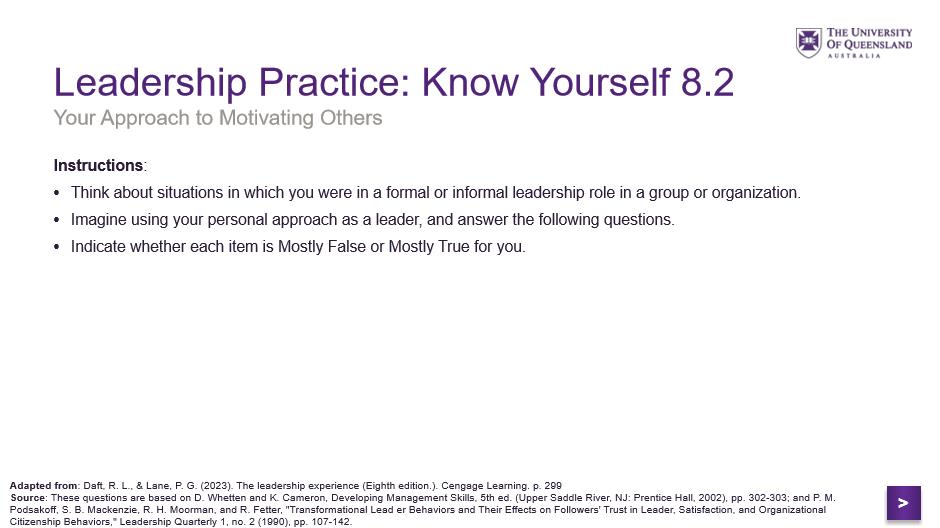 THE UNIVERSITY
OF QUEENSLAND
AUSTRALIA
Leadership Practice: Know Yourself 8.2
Your Approach to Motivating Others
Instructions:
• Think about situations in which you were in a formal or informal leadership role in a group or organization.
• Imagine using your personal approach as a leader, and answer the following questions.
• Indicate whether each item is Mostly False or Mostly True for you.
Adapted from: Daft, R. L., & Lane, P. G. (2023). The leadership experience (Eighth edition.). Cengage Learning. p. 299
Source: These questions are based on D. Whetten and K. Cameron, Developing Management Skills, 5th ed. (Upper Saddle River, NJ: Prentice Hall, 2002), pp. 302-303; and P. M.
Podsakoff, S. B. Mackenzie, R. H. Moorman, and R. Fetter, "Transformational Lead er Behaviors and Their Effects on Followers' Trust in Leader, Satisfaction, and Organizational
Citizenship Behaviors," Leadership Quarterly 1, no. 2 (1990), pp. 107-142.
>